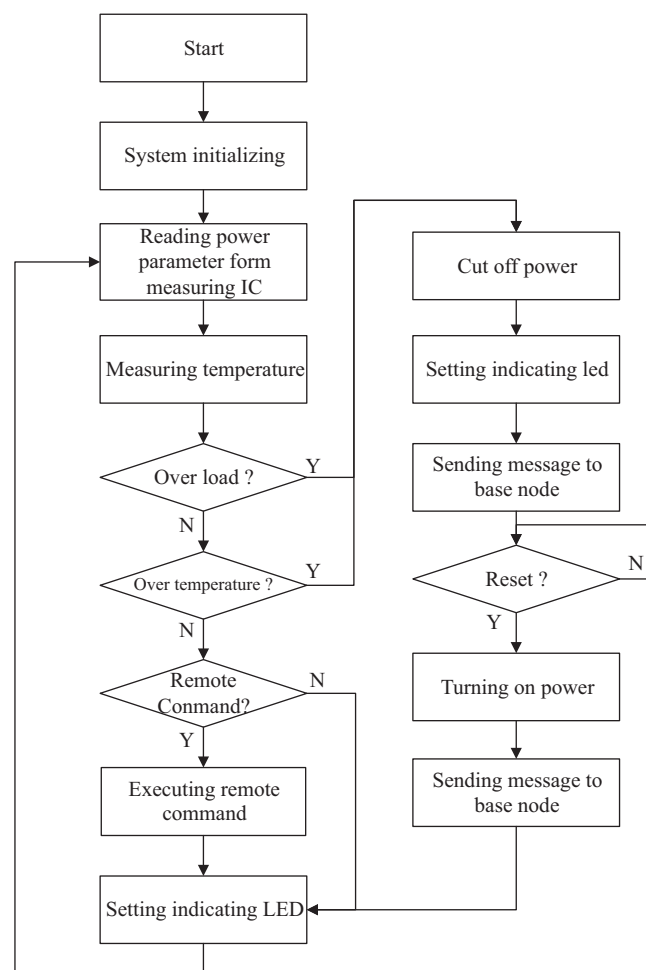 Start
System initializing
Reading power
parameter form
measuring IC
Measuring temperature
Over load ?
Y
N
Over temperature ?
Y
N
Remote
Conmand?
N
Y
Executing remote
command
Setting indicating LED
Cut off power
Setting indicating led
Sending message to
base node
Reset ?
N
Y
Turning on power
Sending message to
base node